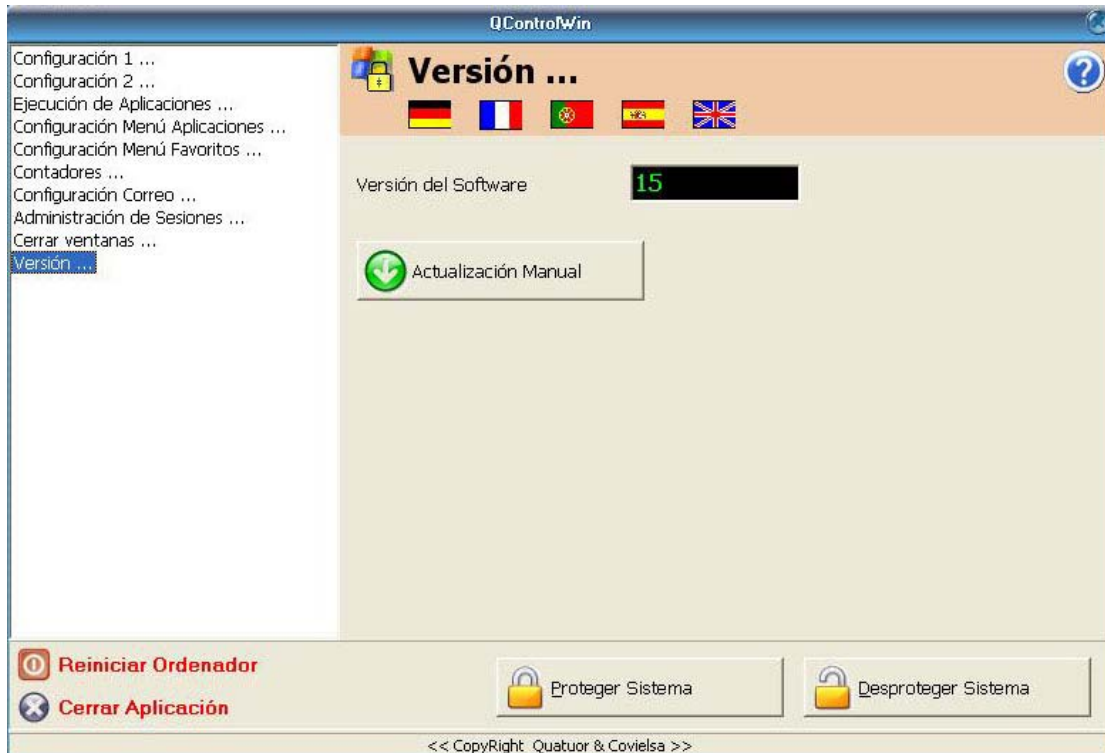 QControlWin
Configuración 1 ...
Configuración 2 ...
Ejecución de Aplicaciones ...
Configuración Menú Aplicaciones ...
Configuración Menú Favoritos ...
Contadores ...
Configuración Correo ...
Administración de Sesiones ...
Cerrar ventanas ...
Versión ...
Versión ...
Versión del Software
15
Actualización Manual
Reiniciar Ordenador
Cerrar Aplicación
Proteger Sistema
Desproteger Sistema
<< CopyRight Quatuor & Covielsa >>